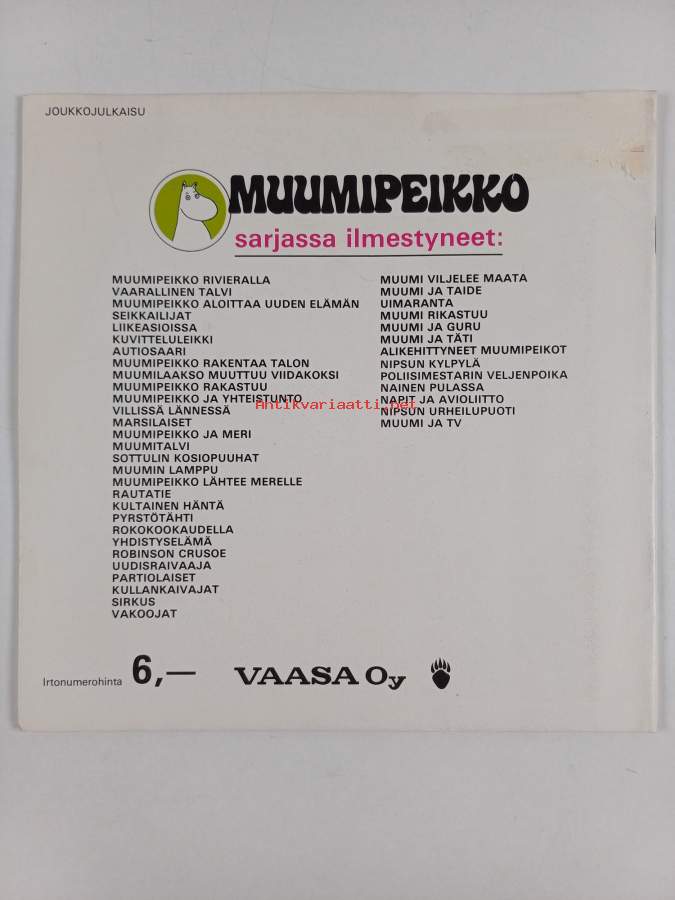 JOUKKOJULKAISU
MUUMIPEIKKO
sarjassa ilmestyneet:
MUUMIPEIKKO RIVIERALLA
VAARALLINEN TALVI
MUUMIPEIKKO ALOITTAA UUDEN ELÄMÄN
SEIKKAILIJAT
LIIKEASIOISSA
KUVITTELULEIKKI
AUTIOSAARI
MUUMIPEIKKO RAKENTAA TALON
MUUMILAAKSO MUUTTUU VIIDAKOKSI
MUUMIPEIKKO RAKASTUU
MUUMIPEIKKO JA YHTEISTUNTO
VILLISSÄ LÄNNESSÄ
MARSILAISET
MUUMIPEIKKO JA MERI
MUUMITALVI
SOTTULIN KOSIOPUUHAT
MUUMIN LAMPPU
MUUMIPEIKKO LÄHTEE MERELLE
RAUTATIE
KULTAINEN HÄNTÄ
PYRSTÖTÄHTI
ROKOKOOKAUDELLA
YHDISTYSELÄMÄ
ROBINSON CRUSOE
UUDISRAIVAAJA
PARTIOLAISET
KULLANKAIVAJAT
SIRKUS
VAKOOJAT
MUUMI VILJELEE MAATA
MUUMI JA TAIDE
UIMARANTA
MUUMI RIKASTUU
MUUMI JA GURU
MUUMI JA TÄTI
ALIKEHITTYNEET MUUMIPEIKOT
NIPSUN KYLPYLÄ
POLIISIMESTARIN VELJENPOIKA
NAINEN PULASSA
NAPIT JA AVIOLIITTO
NIPSUN URHEILUPUOTI
MUUMI JA TV
Antikvariaatti.net
Irtonumerohinta 6,—
VAASA Oy